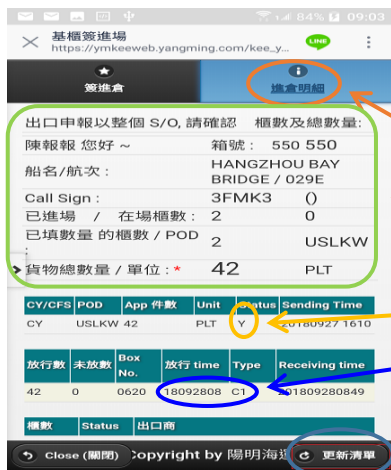 84% 09:03
基櫃簽進場
https://ymkeeweb.yangming.com/kee_y...
LINE
簽進倉
進倉明細
出口申報以整個 S/O, 請確認 櫃數及總數量:
陳報報 您好 ~ 箱號: 550 550
船名/航次: HANGZHOU BAY BRIDGE / 029E
Call Sign : 3FMK3 ()
已進場 / 在場櫃數: 2 0
已填數量 的櫃數 / POD : 2 USLKW
貨物總數量 / 單位 : * 42 PLT
CY/CFS POD App 件數 Unit Status Sending Time
CY USLKW 42 PLT Y 20180927 1610
放行數 未放數 Box No. 放行 time Type Receiving time
42 0 0620 18092808 C1 201809280849
櫃數 Status 出口商
Close (關閉) Copyright by 陽明海運 更新清單